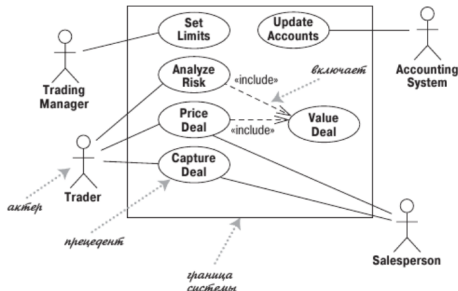 Set
Limits
Update
Accounts
Trading
Manager
Accounting
System
Analyze
Risk
«include»
включает
Price
Deal
«include»
Value
Deal
Capture
Deal
Trader
актер
прецедент
Salesperson
граница
системы